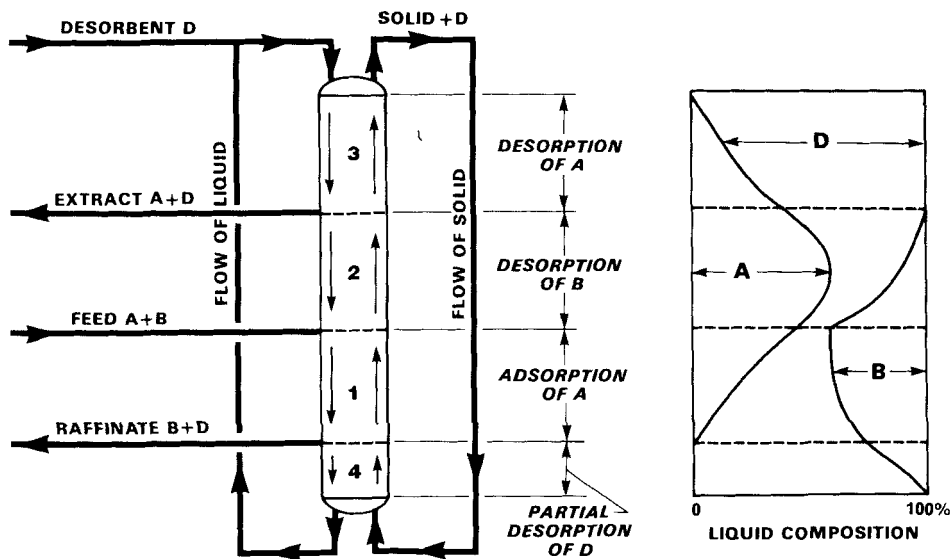 DESORBENT D
SOLID + D
EXTRACT A+D
FEED A+B
RAFFINATE B+D
FLOW OF LIQUID
3
2
1
4
FLOW OF SOLID
DESORPTION
OF A
DESORPTION
OF B
ADSORPTION
OF A
PARTIAL
DESORPTION
OF D
D
A
B
0
100%
LIQUID COMPOSITION